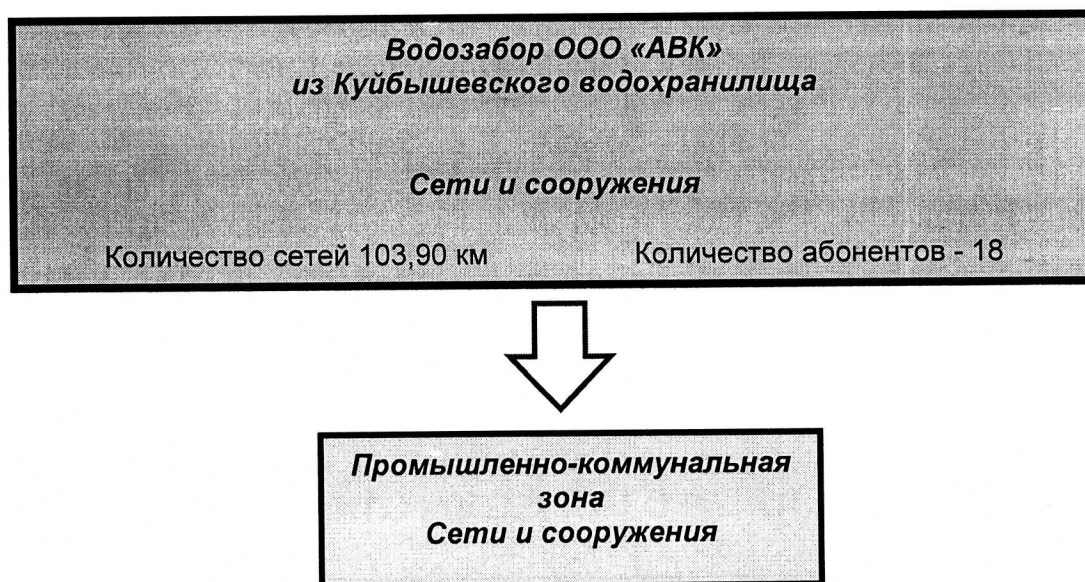 Водозабор ООО «АВК»
из Куйбышевского водохранилища
Сети и сооружения
Количество сетей 103,90 км Количество абонентов - 18
Промышленно-коммунальная
зона
Сети и сооружения